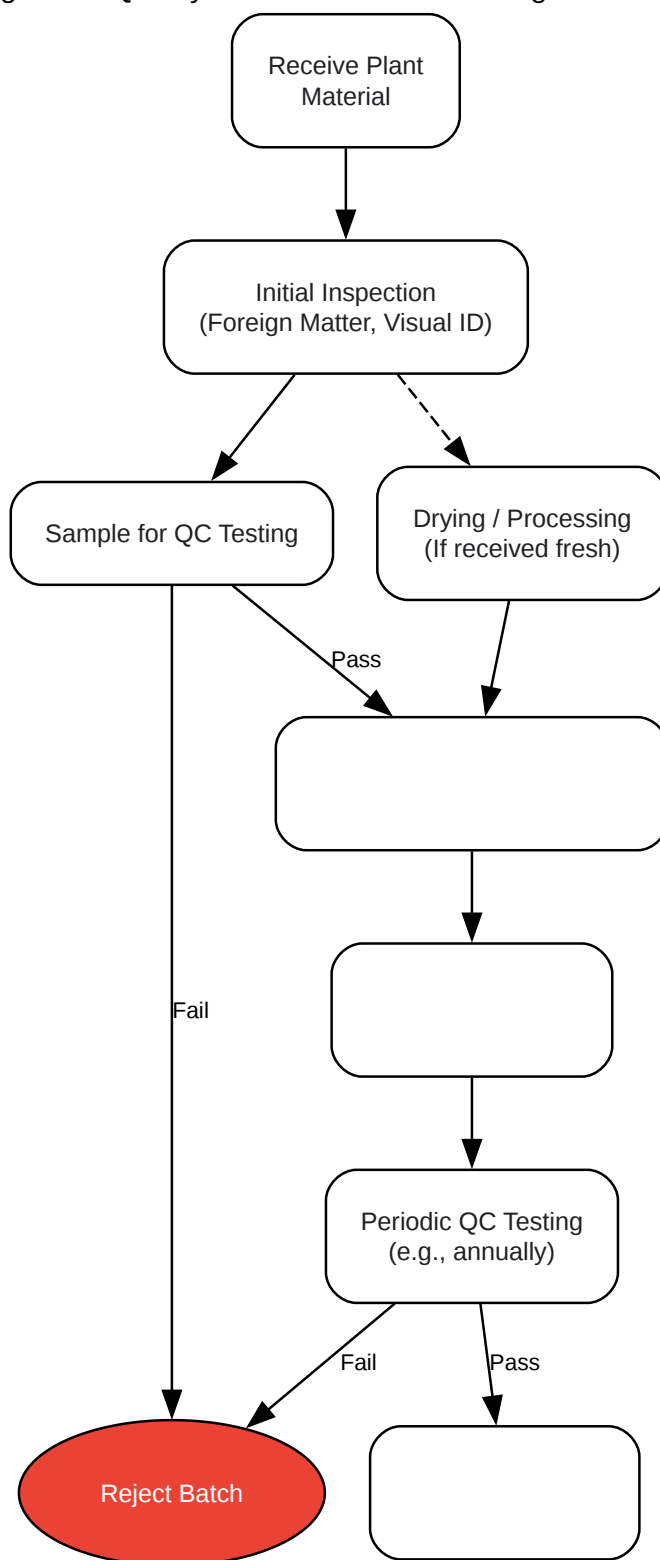 Receive Plant
Material
Initial Inspection
(Foreign Matter, Visual ID)
Sample for QC Testing
Drying / Processing
(If received fresh)
Pass
Fail
Periodic QC Testing
(e.g., annually)
Fail
Pass
Reject Batch